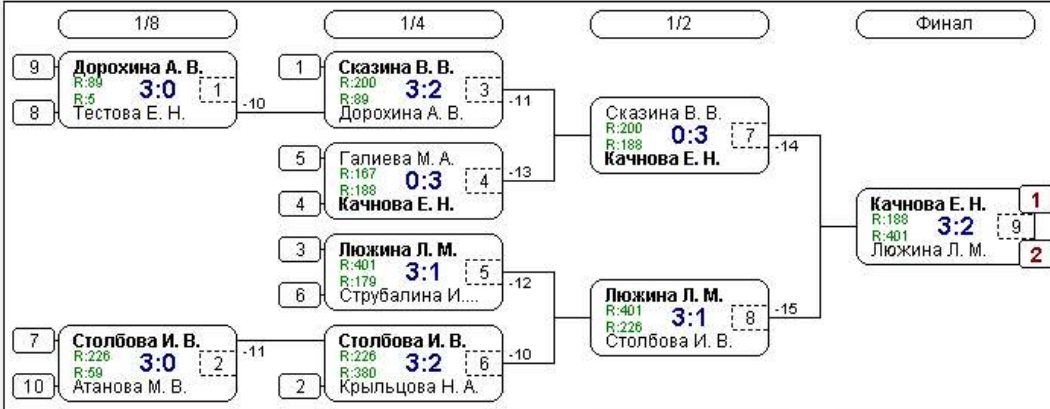 1/8
1/4
1/2
Финал
9
Дорохина А. В.
R:89
3:0
1
R:5
8
Тестова Е. Н.
-10
7
Столбова И. В.
R:226
3:0
2
R:59
10
Атанова М. В.
-11
1
Сказина В. В.
R:200
3:2
3
R:89
Дорохина А. В.
-11
5
Галиева М. А.
R:167
0:3
4
R:188
4
Качнова Е. Н.
-13
3
Люжина Л. М.
R:401
3:1
5
R:179
6
Струбалина И....
-12
Столбова И. В.
R:226
3:2
6
R:380
2
Крыльцова Н. А.
-10
Сказина В. В.
R:200
0:3
7
R:188
Качнова Е. Н.
-14
Люжина Л. М.
R:401
3:1
8
R:226
Столбова И. В.
-15
Качнова Е. Н.
1
R:188
3:2
9
R:401
Люжина Л. М.
2